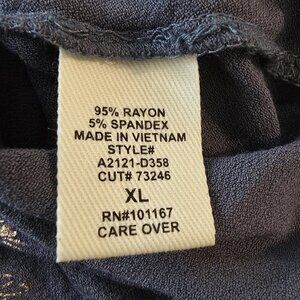 95% RAYON
5% SPANDEX
MADE IN VIETNAM
STYLE#
A2121-D358
CUT# 73246
XL
RN#101167
CARE OVER